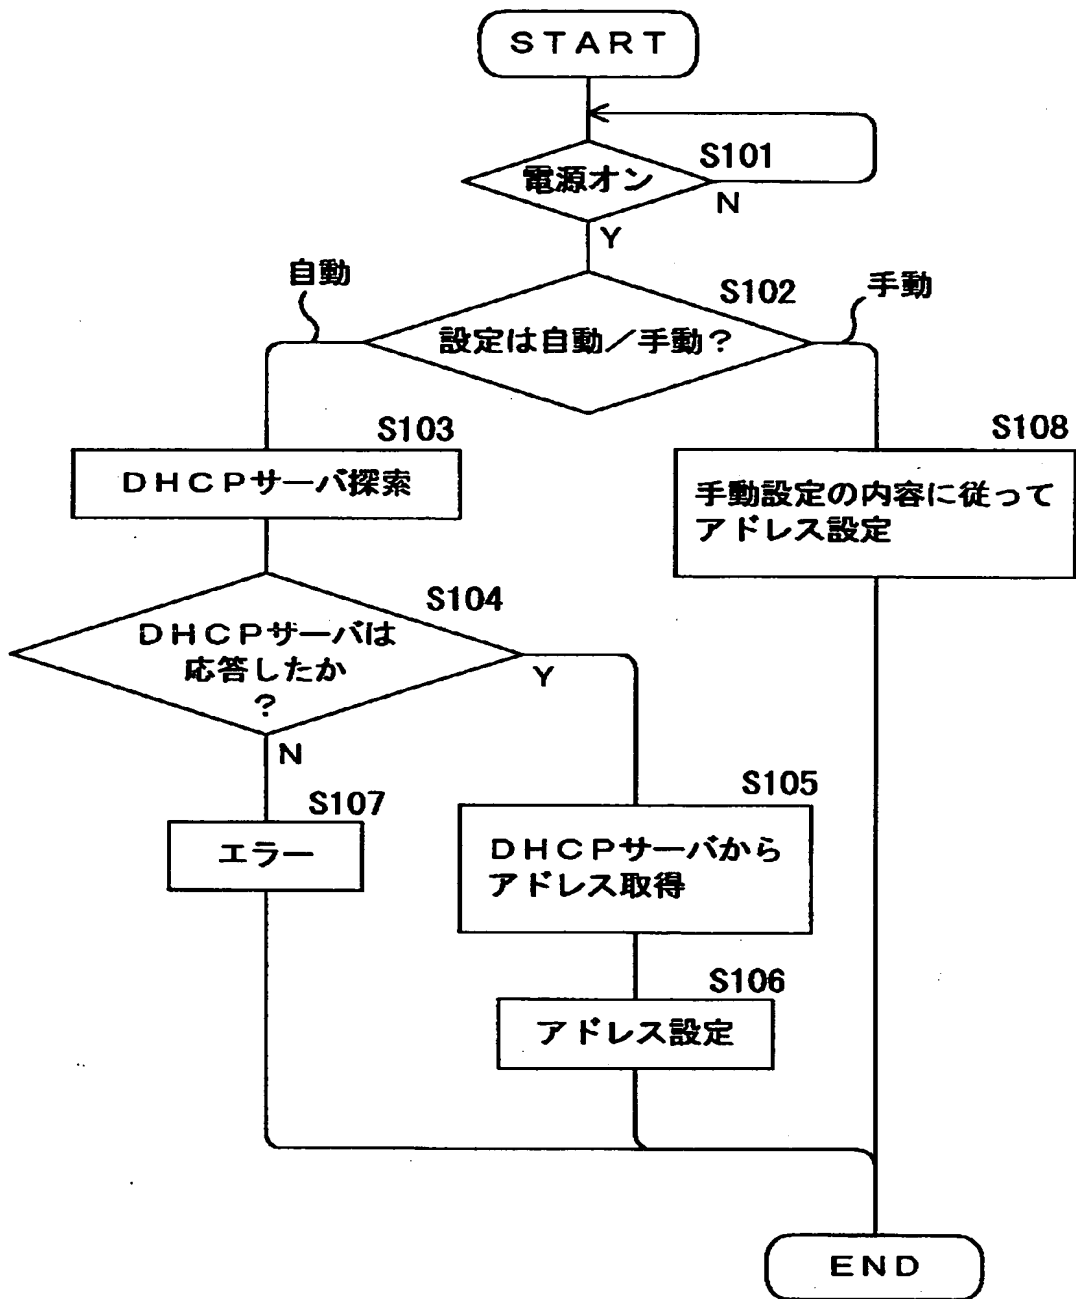 START
S101
電源オン
N
Y
自動
S102
手動
設定は自動／手動？
S103
DHCPサーバ探索
S108
手動設定の内容に従って
アドレス設定
S104
DHCPサーバは
応答したか
？
Y
N
S107
エラー
S105
DHCPサーバから
アドレス取得
S106
アドレス設定
END